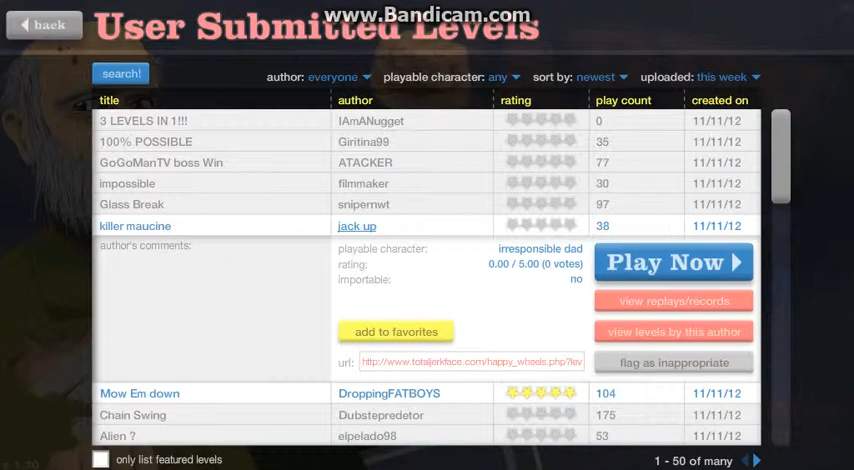 www.Bandicam.com
back
User Submitted Levels
search!
author: everyone playable character: any sort by: newest uploaded: this week
title author rating play count created on
3 LEVELS IN 1!!! IAmANugget 0 11/11/12
100% POSSIBLE Giritina99 35 11/11/12
GoGoManTV boss Win ATACKER 77 11/11/12
impossible filmmaker 30 11/11/12
Glass Break snipernwt 97 11/11/12
killer maucine jack up 38 11/11/12
author's comments:
playable character: irresponsible dad
rating: 0.00 / 5.00 (0 votes)
importable: no
Play Now
view replays/records
add to favorites
view levels by this author
url: http://www.totaljerkface.com/happy_wheels.php?lev
flag as inappropriate
Mow Em down DroppingFATBOYS 104 11/11/12
Chain Swing Dubstepredetor 175 11/11/12
Alien ? elpelado98 53 11/11/12
only list featured levels
1 - 50 of many